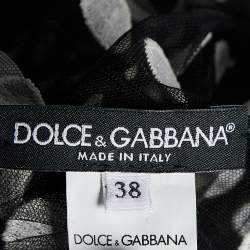 DOLCE & GABBANA®
MADE IN ITALY
38
DOLCE & GABBANA